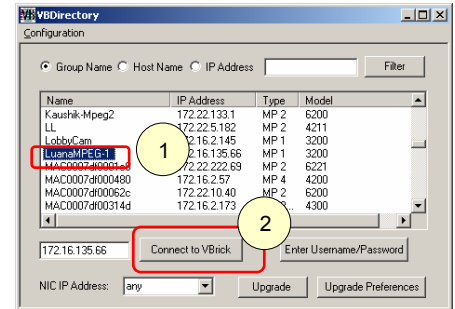 VBDirectory
Configuration
Group Name Host Name IP Address Filter
Name IP Address Type Model
Kaushik-Mpeg2 172.22.133.1 MP 2 6200
LL 172.22.5.182 MP 2 4211
LobbyCam 172.16.2.145 MP 1 3200
LuanaMPEG-1 172.16.135.66 MP 1 3200
1
172.22.222.69 MP 2 6221
MAC0007df000480 172.16.2.57 MP 4 4200
MAC0007df00062c 172.22.10.40 MP 2 6200
MAC0007df00314d 172.16.2.173 4300
2
172.16.135.66 Connect to VBrick Enter Username/Password
NIC IP Address: any Upgrade Upgrade Preferences